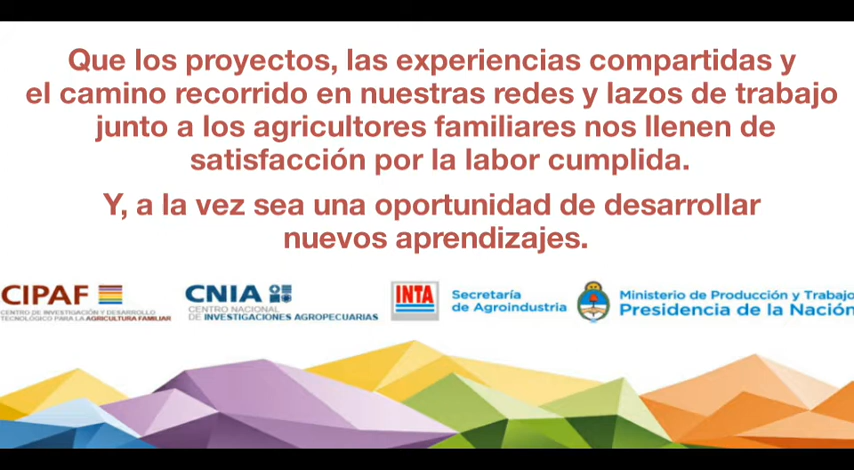 Que los proyectos, las experiencias compartidas y
el camino recorrido en nuestras redes y lazos de trabajo
junto a los agricultores familiares nos llenen de
satisfacción por la labor cumplida.
Y, a la vez sea una oportunidad de desarrollar
nuevos aprendizajes.
CIPAF
CENTRO DE INVESTIGACIÓN Y DESARROLLO
TECNOLÓGICO PARA LA AGRICULTURA FAMILIAR
CNIA
CENTRO NACIONAL
DE INVESTIGACIONES AGROPECUARIAS
INTA
Secretaría
de Agroindustria
Ministerio de Producción y Trabajo
Presidencia de la Nación